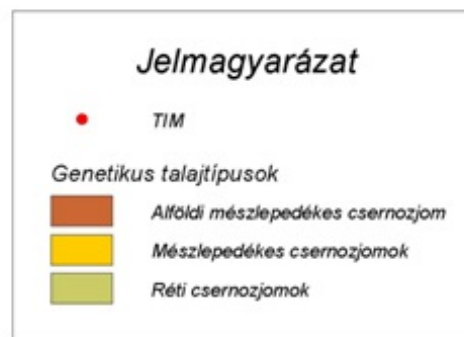 Jelmagyarázat
TIM
Genetikus talajtípusok
Alföldi mészlepedékes csernozjom
Mészlepedékes csernozjomok
Réti csernozjomok